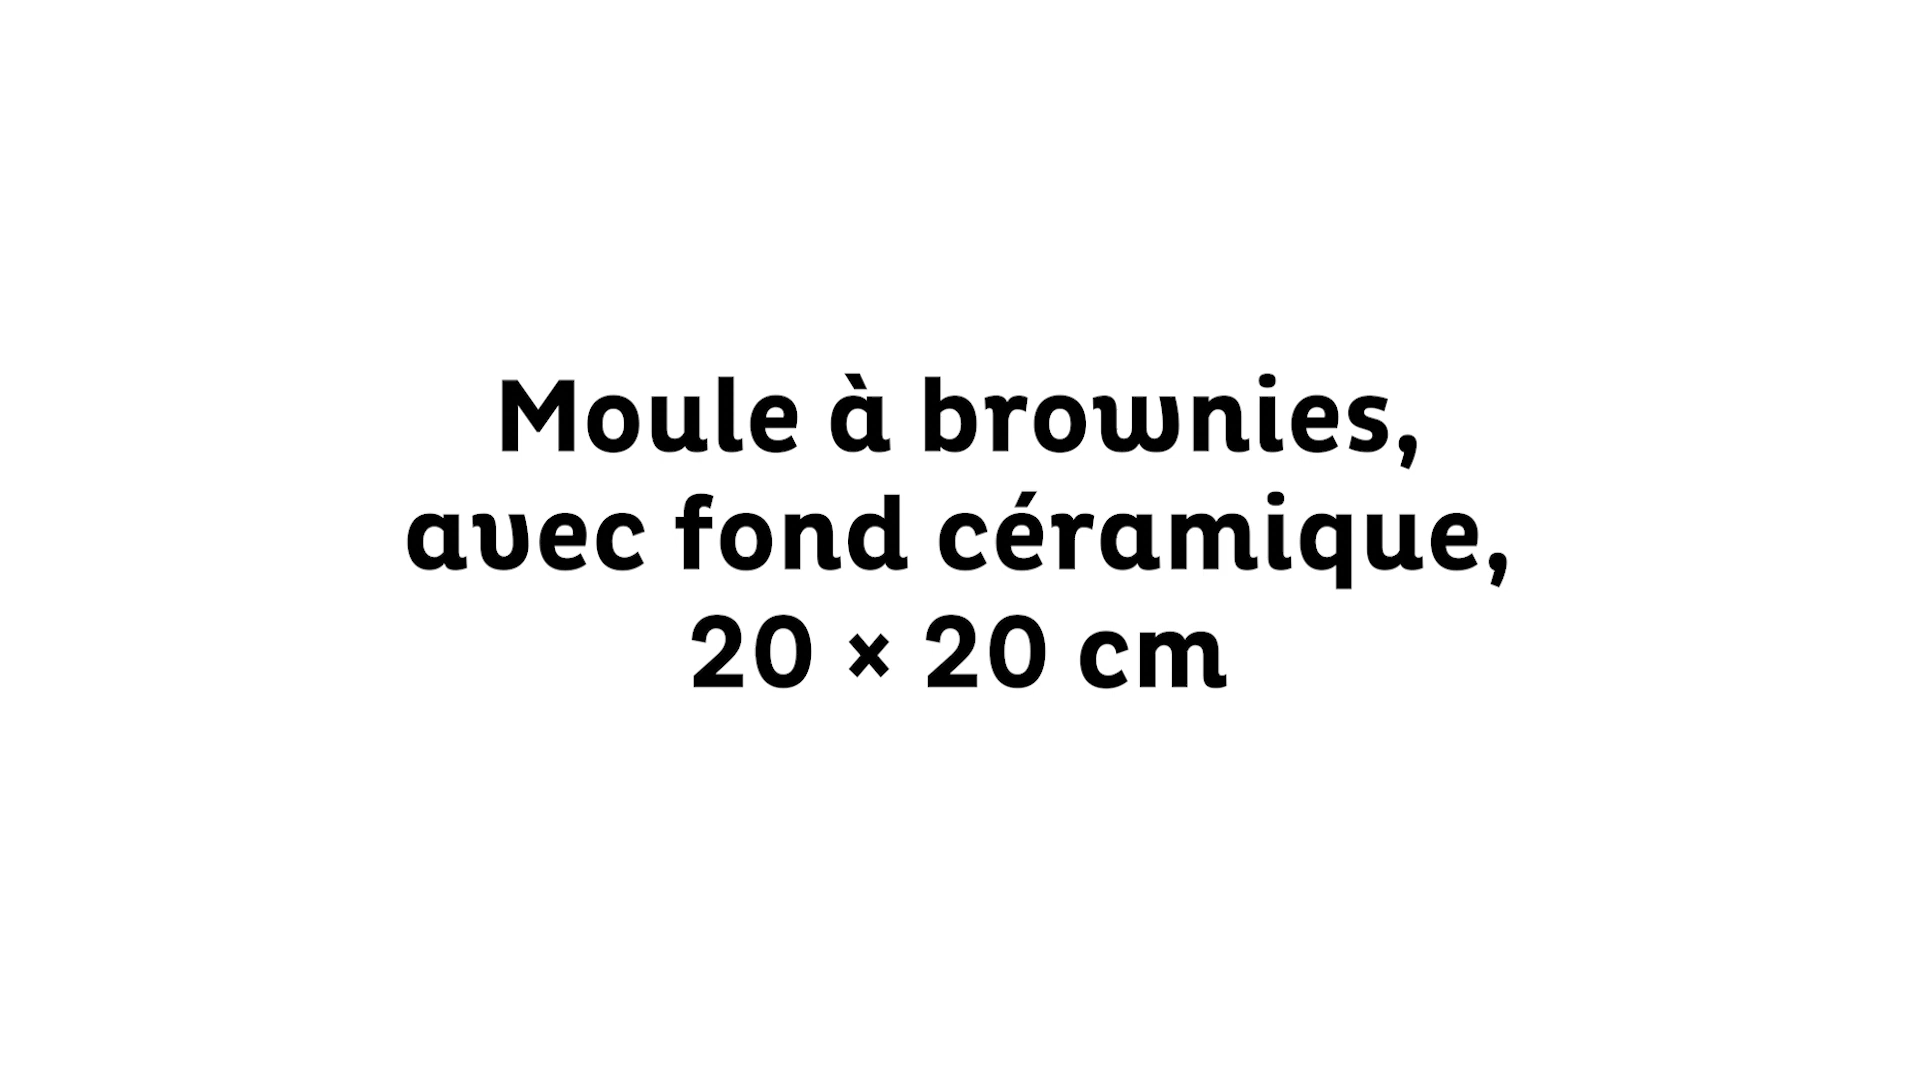 Moule à brownies,
avec fond céramique,
20 × 20 cm